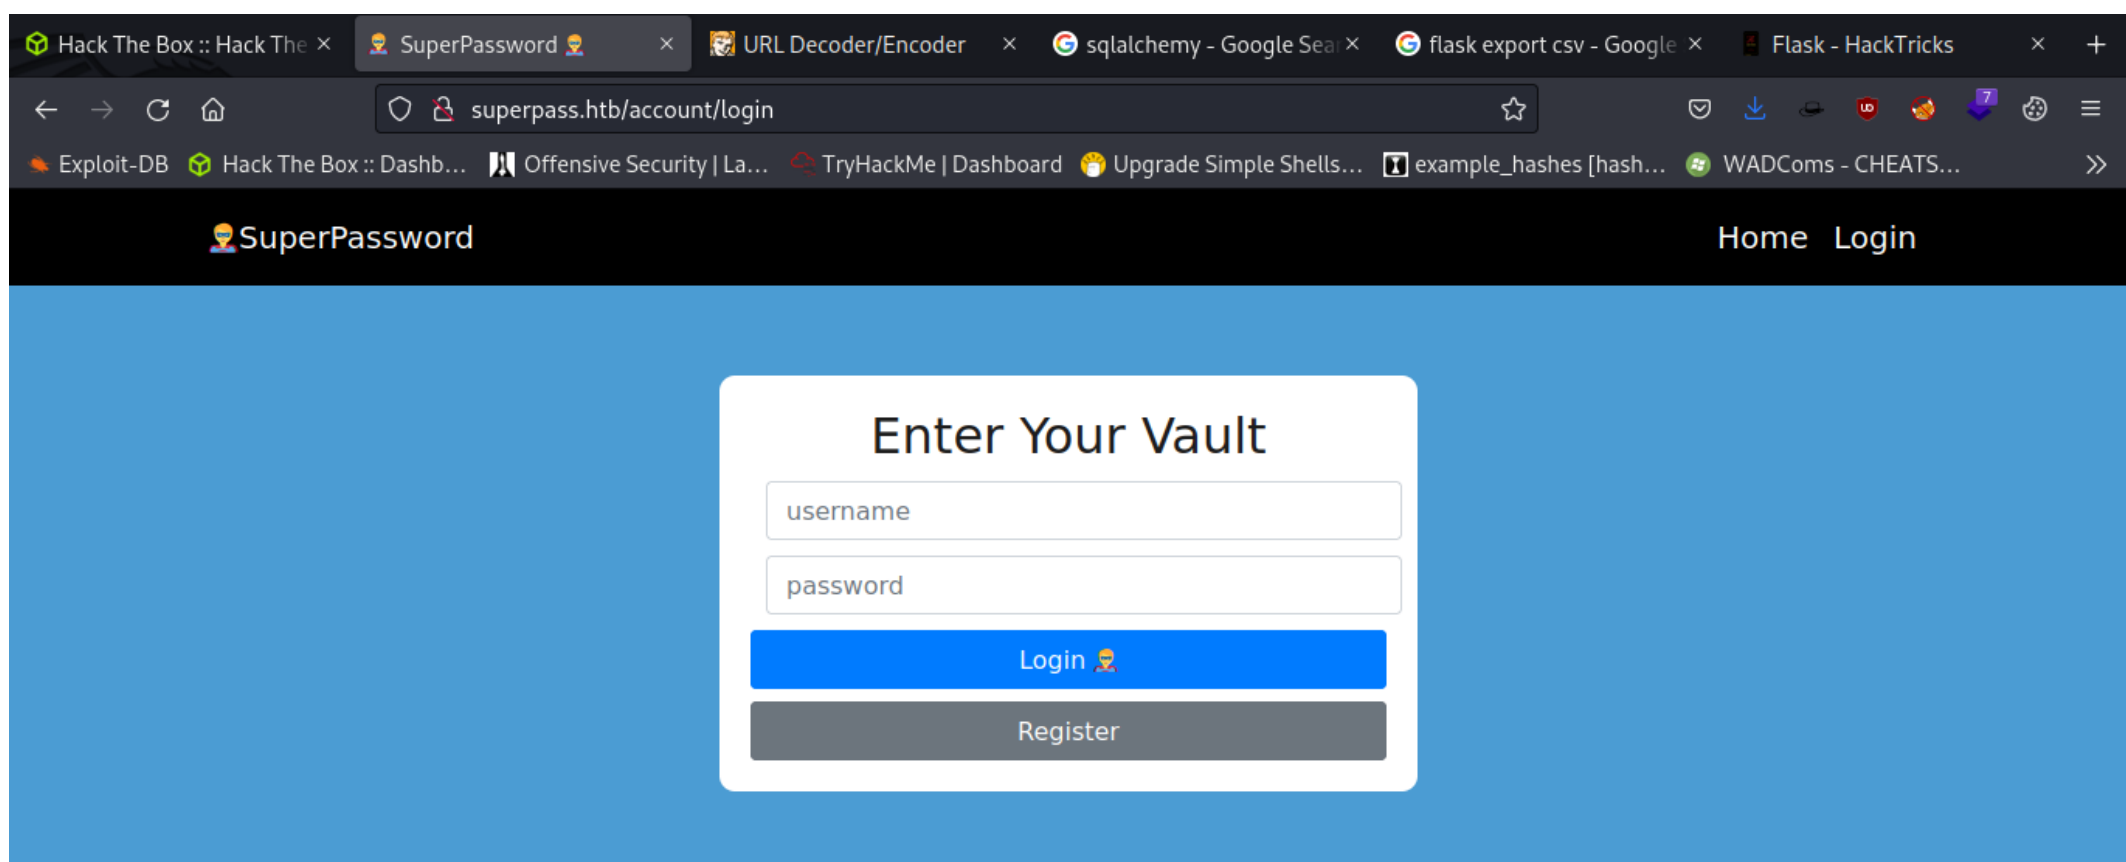 Hack The Box :: Hack The
SuperPassword
URL Decoder/Encoder
sqlalchemy - Google Sear
flask export csv - Google
Flask - HackTricks
superpass.htb/account/login
7
Exploit-DB
Hack The Box :: Dashb...
Offensive Security | La...
TryHackMe | Dashboard
Upgrade Simple Shells...
example_hashes [hash...
WADComs - CHEATS...
SuperPassword
Home
Login
Enter Your Vault
username
password
Login
Register